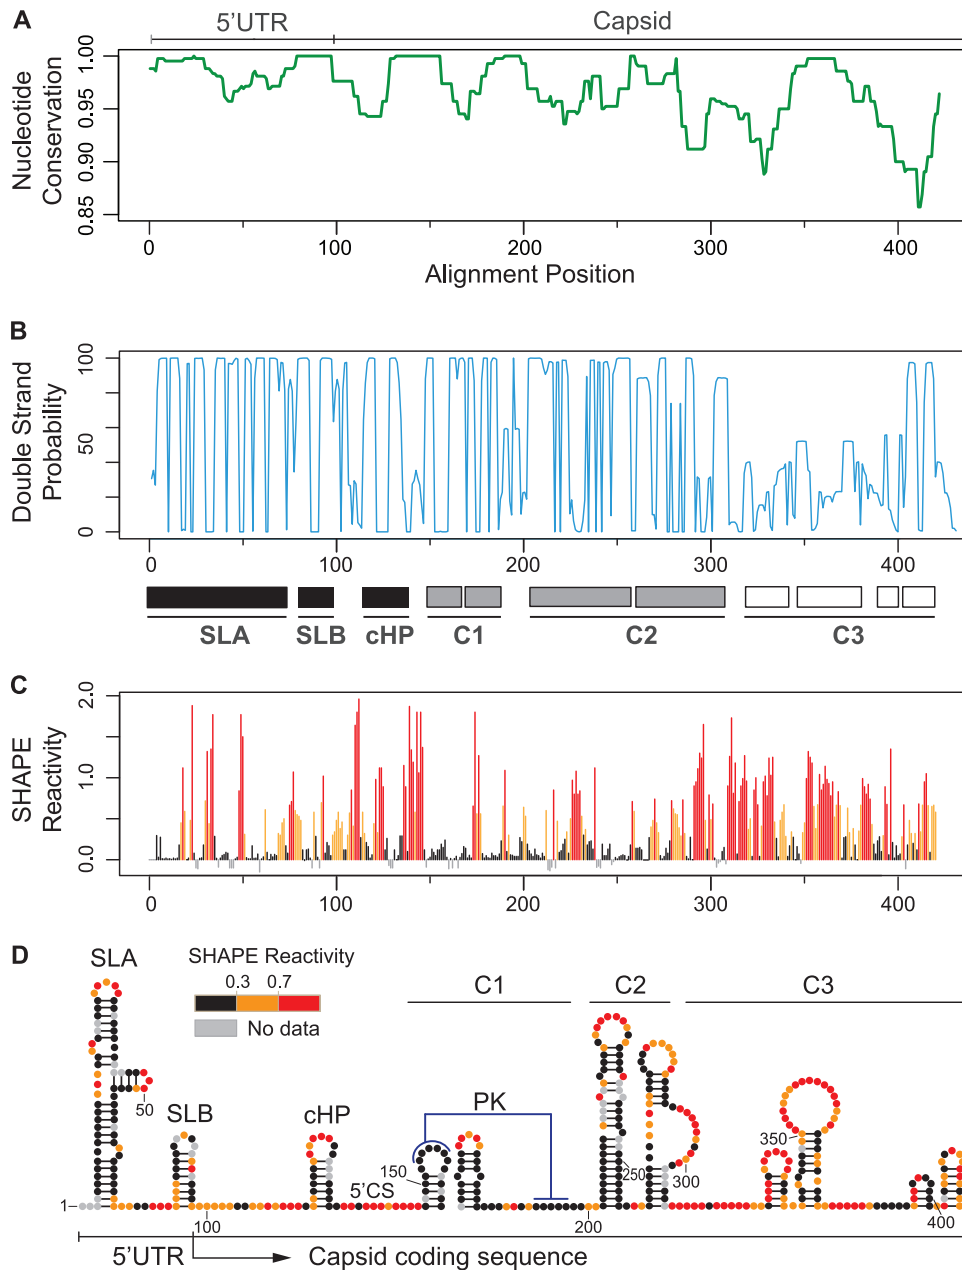 A
5'UTR
Capsid
Nucleotide
Conservation
1.00
0.95
0.90
0.85
0
100
200
300
400
Alignment Position
B
Double Strand
Probability
100
50
0
0
100
200
300
400
SLA
SLB
cHP
C1
C2
C3
C
SHAPE
Reactivity
2.0
1.0
0.0
0
100
200
300
400
D
SLA
SHAPE Reactivity
0.3
0.7
No data
C1
C2
C3
50
SLB
cHP
PK
150
5'CS
250
300
350
1
100
200
400
5'UTR
Capsid coding sequence